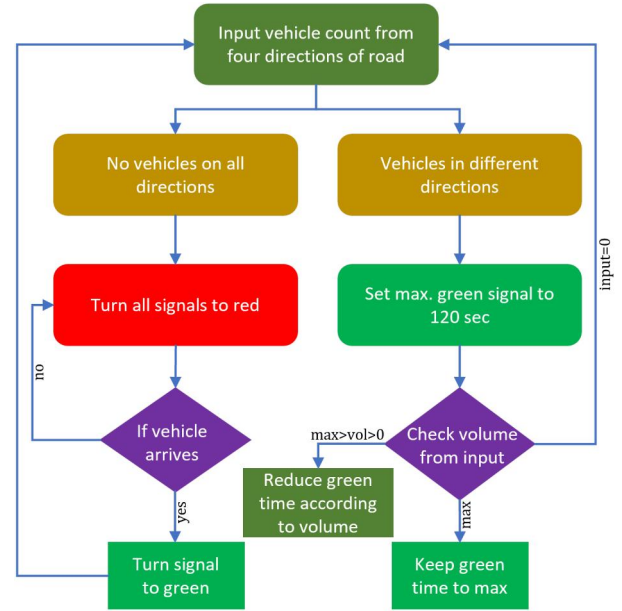 Input vehicle count from
four directions of road
No vehicles on all
directions
Vehicles in different
directions
Turn all signals to red
Set max. green signal to
120 sec
input=0
no
If vehicle
arrives
max>vol>0
Check volume
from input
Reduce green
time according
to volume
yes
max
Turn signal
to green
Keep green
time to max